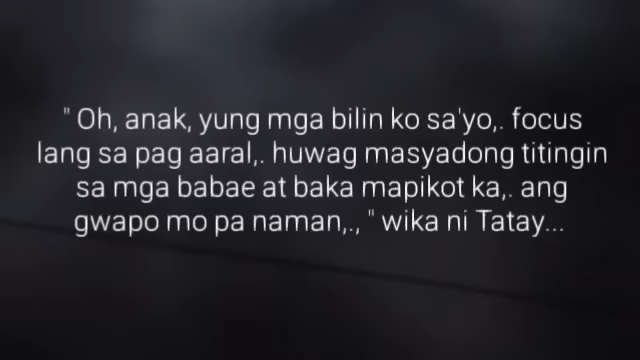 " Oh, anak, yung mga bilin ko sa'yo,. focus
lang sa pag aaral,. huwag masyadong titingin
sa mga babae at baka mapikot ka,. ang
gwapo mo pa naman,., " wika ni Tatay...